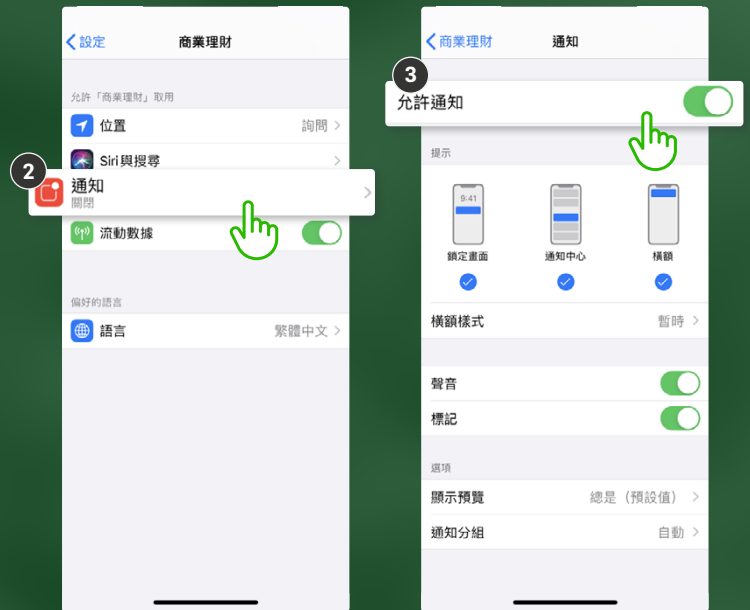 設定
商業理財
允許「商業理財」取用
位置
詢問
Siri與搜尋
2
通知
關閉
流動數據
偏好的語言
語言
繁體中文
商業理財
通知
3
允許通知
提示
9:41
鎖定畫面
通知中心
橫額
橫額樣式
暫時
聲音
標記
選項
顯示預覽
總是（預設值）
通知分組
自動